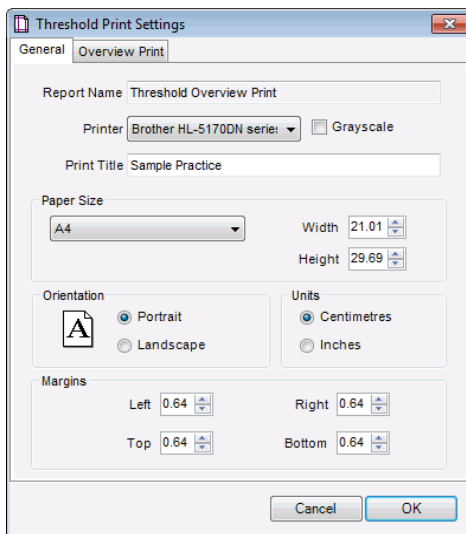 Threshold Print Settings
General Overview Print
Report Name Threshold Overview Print
Printer Brother HL-5170DN serie: Grayscale
Print Title Sample Practice
Paper Size
A4 Width 21.01
Height 29.69
Orientation Units
A Portrait Centimetres
Landscape Inches
Margins
Left 0.64 Right 0.64
Top 0.64 Bottom 0.64
Cancel OK